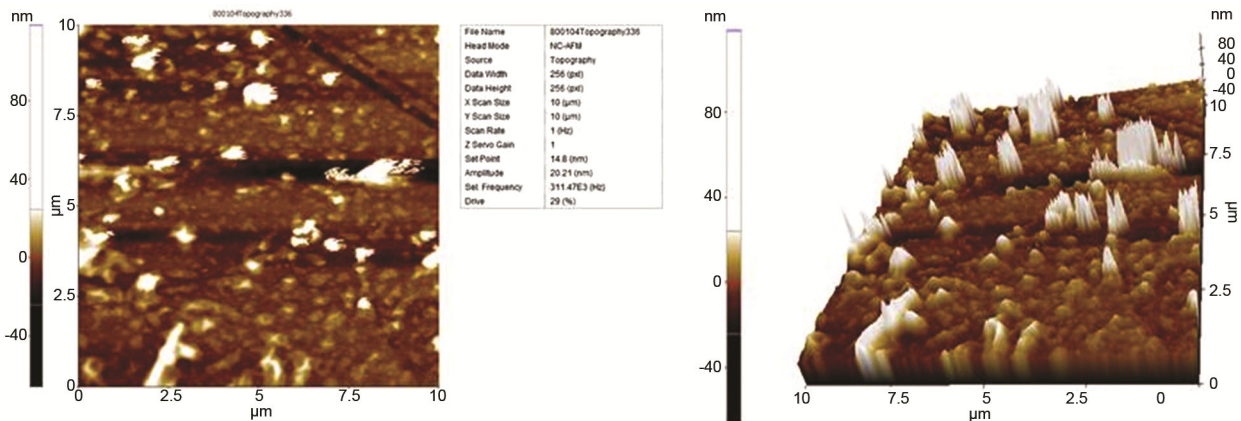 800104Topography336
nm
80
40
0
-40
10
7.5
5
2.5
0
µm
0
2.5
5
7.5
10
µm
File Name 800104Topography336
Head Mode NC-AFM
Source Topography
Data Width 256 (pxl)
Data Height 256 (pxl)
X Scan Size 10 (µm)
Y Scan Size 10 (µm)
Scan Rate 1 (Hz)
Z Servo Gain 1
Set Point 14.8 (nm)
Amplitude 20.21 (nm)
Sel. Frequency 311.47E3 (Hz)
Drive 29 (%)
nm
80
40
0
-40
nm
80
40
0
-40
10
7.5
5
2.5
0
µm
10
7.5
5
2.5
0
µm